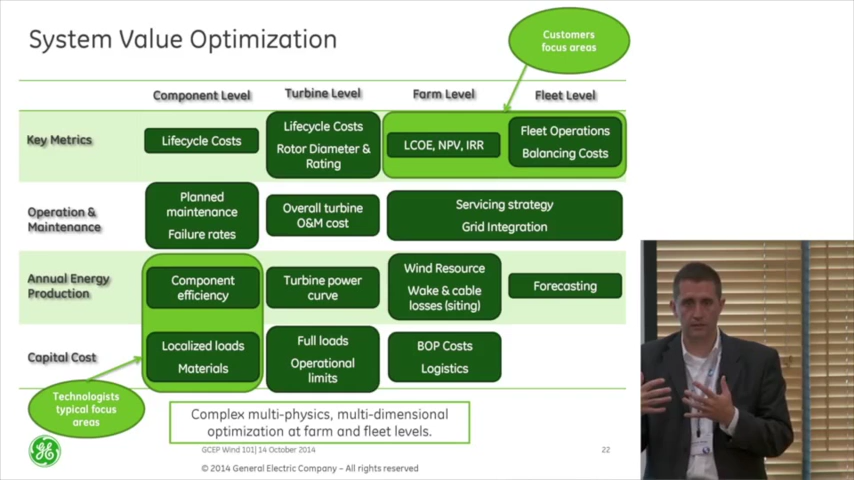 System Value Optimization
Customers
focus areas
Component Level
Turbine Level
Farm Level
Fleet Level
Key Metrics
Lifecycle Costs
Lifecycle Costs
Rotor Diameter &
Rating
LCOE, NPV, IRR
Fleet Operations
Balancing Costs
Operation &
Maintenance
Planned
maintenance
Failure rates
Overall turbine
O&M cost
Servicing strategy
Grid Integration
Annual Energy
Production
Component
efficiency
Turbine power
curve
Wind Resource
Wake & cable
losses (siting)
Forecasting
Capital Cost
Localized loads
Materials
Full loads
Operational
limits
BOP Costs
Logistics
Technologists
typical focus
areas
Complex multi-physics, multi-dimensional
optimization at farm and fleet levels.
GCEP Wind 101| 14 October 2014
22
© 2014 General Electric Company – All rights reserved